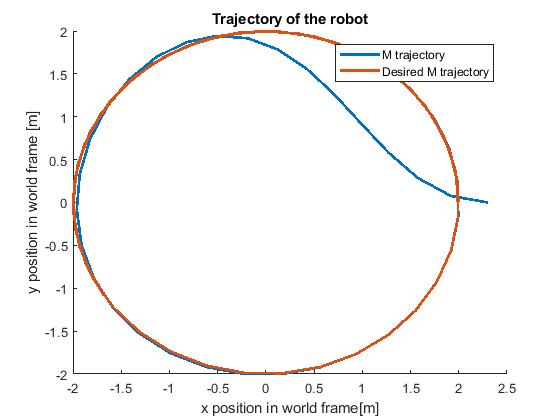 Trajectory of the robot
M trajectory
Desired M trajectory
2
1.5
1
0.5
0
-0.5
-1
-1.5
-2
y position in world frame [m]
-2 -1.5 -1 -0.5 0 0.5 1 1.5 2 2.5
x position in world frame[m]